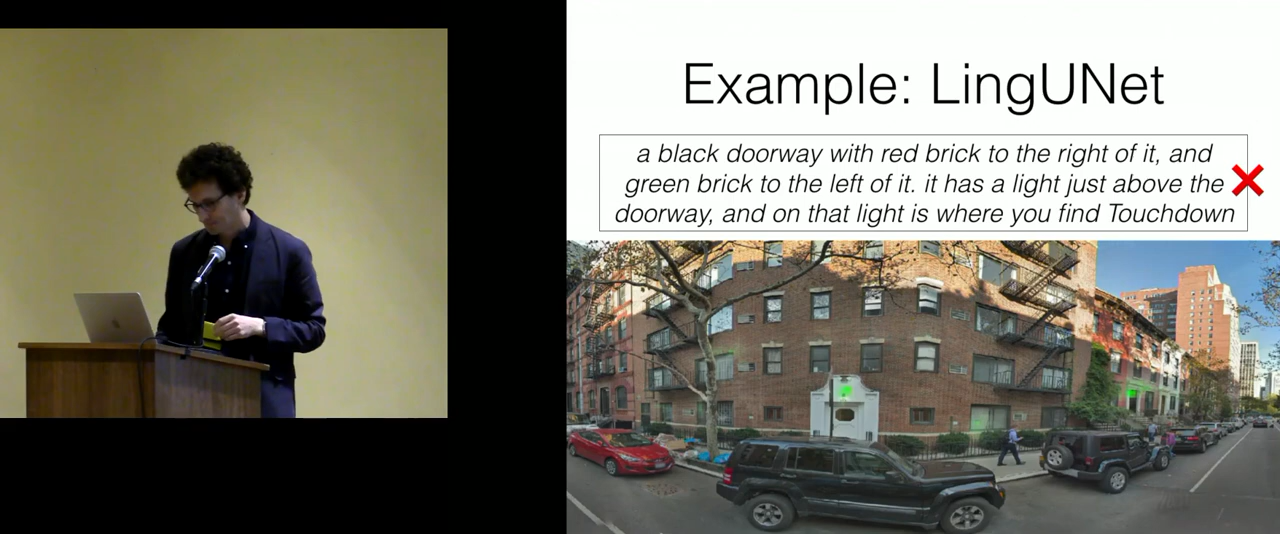 Example: LingUNet
a black doorway with red brick to the right of it, and
green brick to the left of it. it has a light just above the
doorway, and on that light is where you find Touchdown